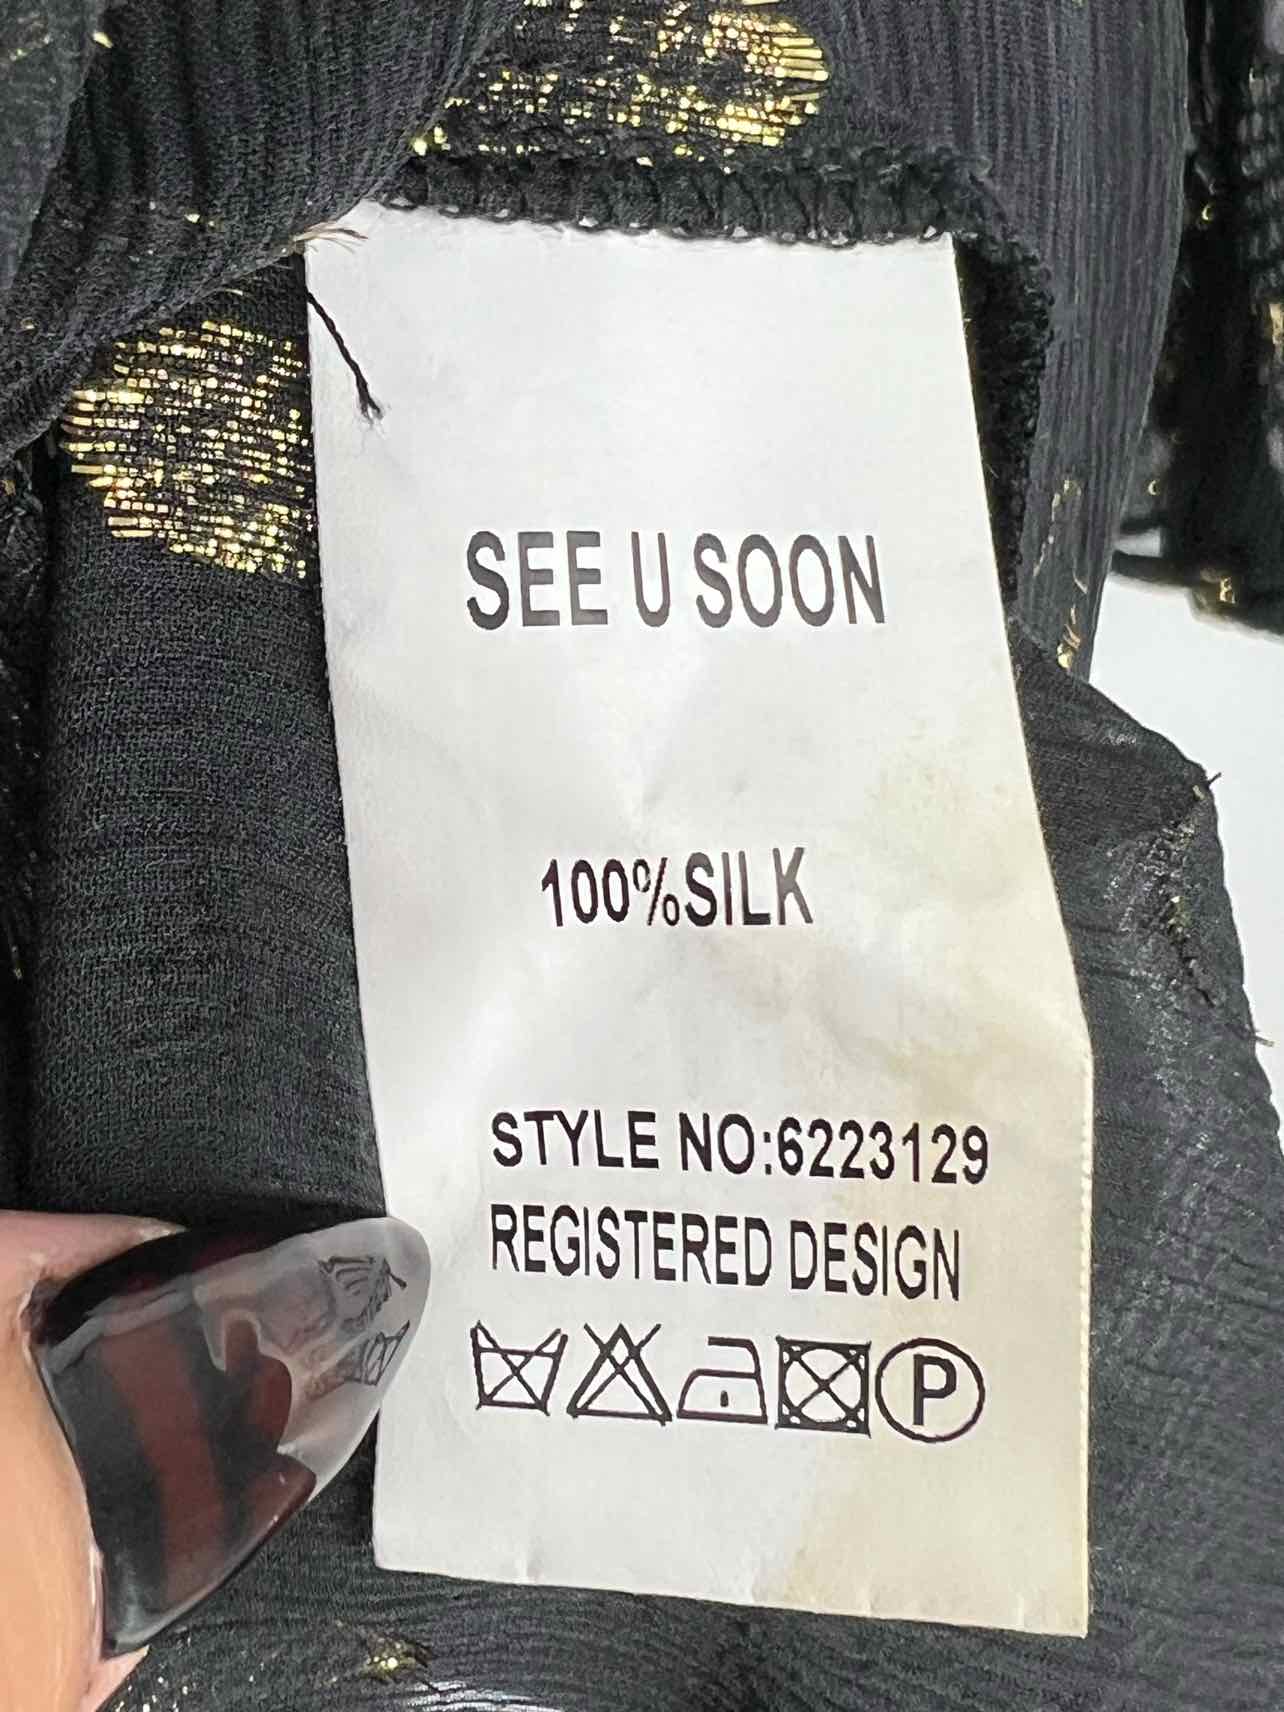 SEE U SOON
100%SILK
STYLE NO:6223129
REGISTERED DESIGN
P